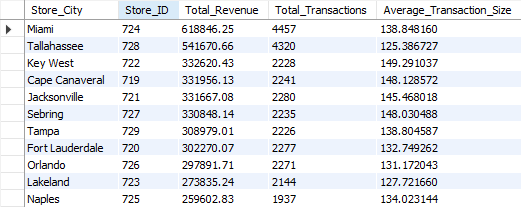 Store_City Store_ID Total_Revenue Total_Transactions Average_Transaction_Size
Miami 724 618846.25 4457 138.848160
Tallahassee 728 541670.66 4320 125.386727
Key West 722 332620.43 2228 149.291037
Cape Canaveral 719 331956.13 2241 148.128572
Jacksonville 721 331667.08 2280 145.468018
Sebring 727 330848.14 2235 148.030488
Tampa 729 308979.01 2226 138.804587
Fort Lauderdale 720 302270.08 2277 132.749262
Orlando 726 297891.71 2271 131.172043
Lakeland 723 273835.24 2144 127.721660
Naples 725 259602.83 1937 134.023144